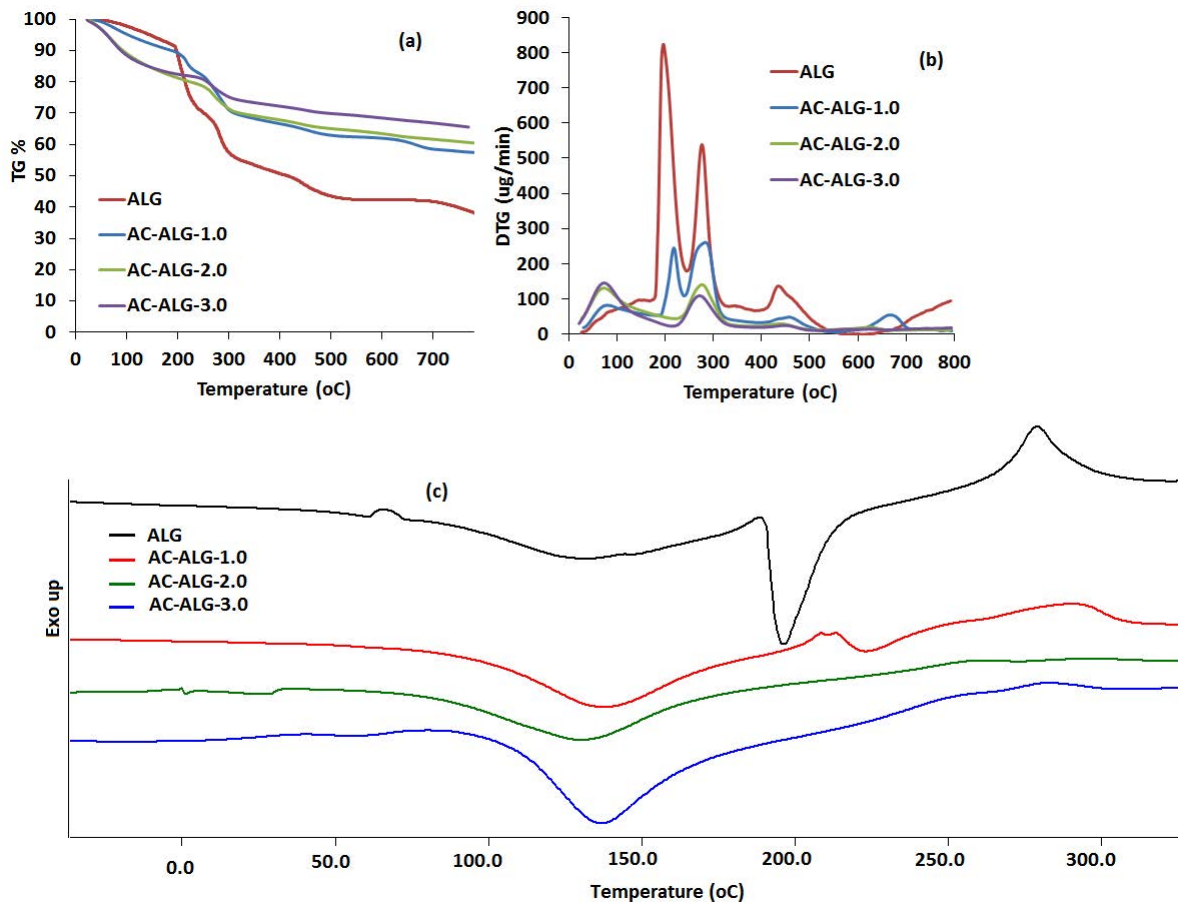 (a)
TG %
100
90
80
70
60
50
40
30
20
10
0
ALG
AC-ALG-1.0
AC-ALG-2.0
AC-ALG-3.0
0 100 200 300 400 500 600 700
Temperature (oC)
(b)
DTG (ug/min)
900
800
700
600
500
400
300
200
100
0
ALG
AC-ALG-1.0
AC-ALG-2.0
AC-ALG-3.0
0 100 200 300 400 500 600 700 800
Temperature (oC)
(c)
Exo up
ALG
AC-ALG-1.0
AC-ALG-2.0
AC-ALG-3.0
0.0 50.0 100.0 150.0 200.0 250.0 300.0
Temperature (oC)